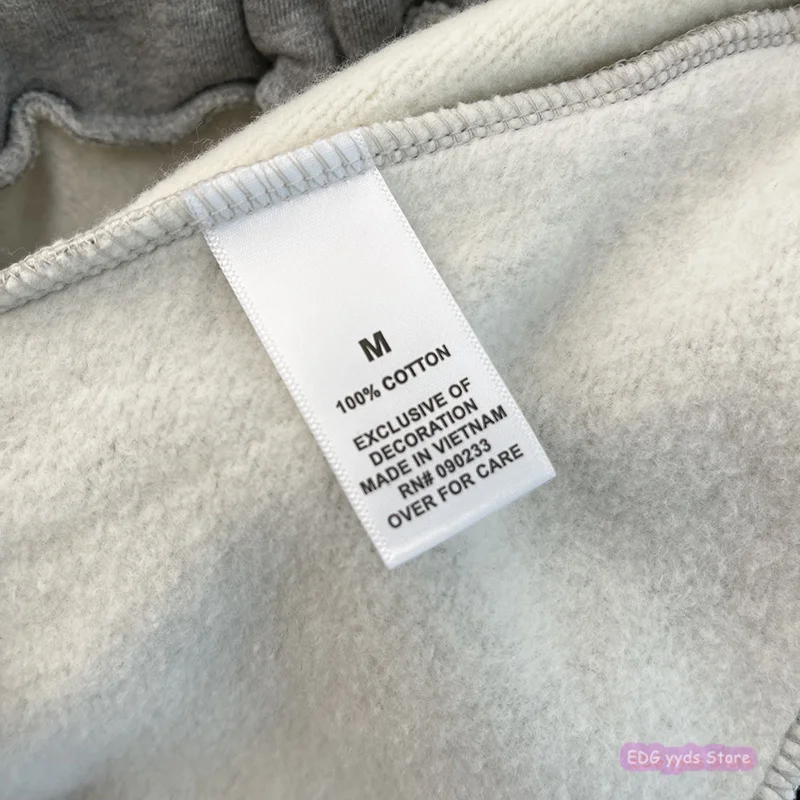 M
100% COTTON
EXCLUSIVE OF
DECORATION
MADE IN VIETNAM
RN# 090233
OVER FOR CARE
EDG yyds Store